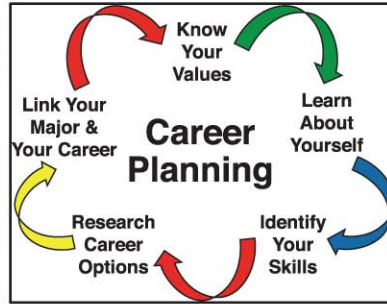 Know
Your
Values
Learn
About
Yourself
Identify
Your
Skills
Research
Career
Options
Link Your
Major &
Your Career
Career
Planning